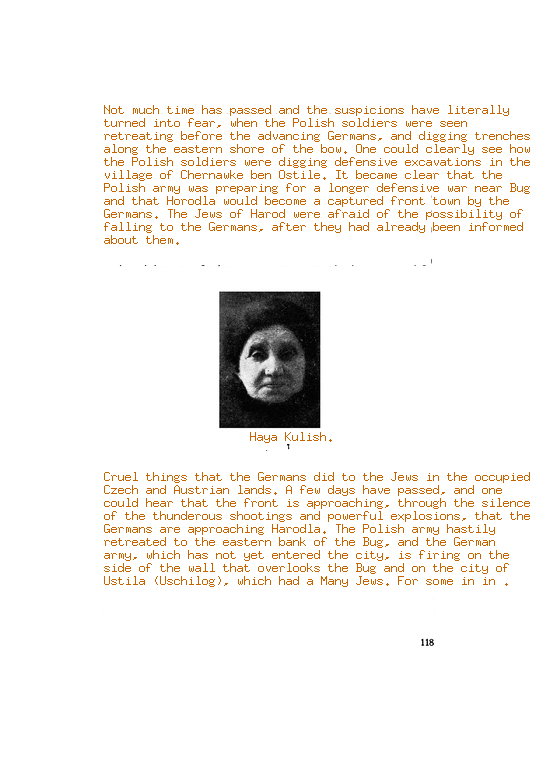 Not much time has passed and the suspicions have literally
turned into fear, when the Polish soldiers were seen
retreating before the advancing Germans, and digging trenches
along the eastern shore of the bow. One could clearly see how
the Polish soldiers were digging defensive excavations in the
village of Chernawke ben Ostile. It became clear that the
Polish army was preparing for a longer defensive war near Bug
and that Horodla would become a captured front town by the
Germans. The Jews of Harod were afraid of the possibility of
falling to the Germans, after they had already been informed
about them.
Haya Kulish.
Cruel things that the Germans did to the Jews in the occupied
Czech and Austrian lands. A few days have passed, and one
could hear that the front is approaching, through the silence
of the thunderous shootings and powerful explosions, that the
Germans are approaching Harodla. The Polish army hastily
retreated to the eastern bank of the Bug, and the German
army, which has not yet entered the city, is firing on the
side of the wall that overlooks the Bug and on the city of
Ustila (Uschilog), which had a Many Jews. For some in in .
118